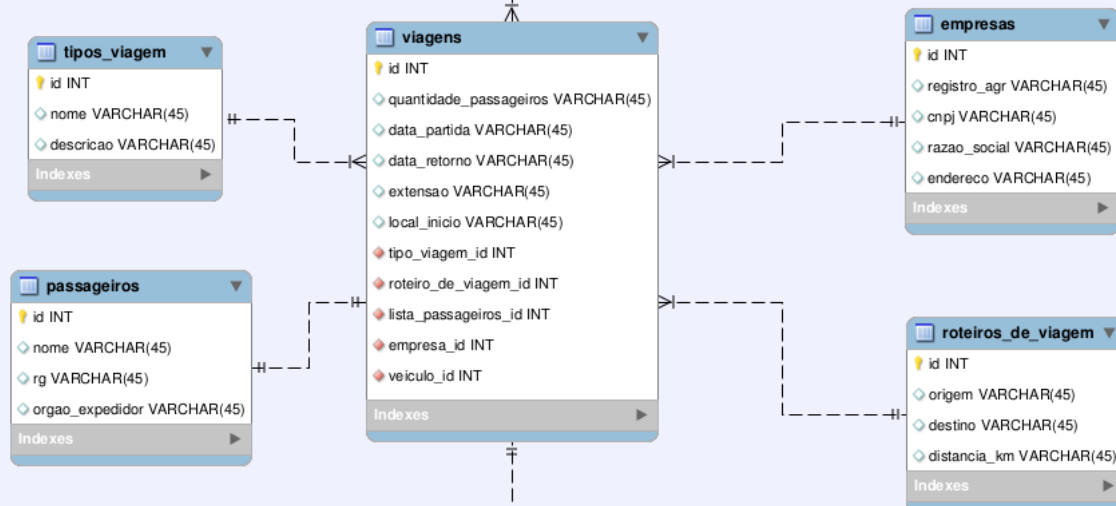 tipos_viagem
id INT
nome VARCHAR(45)
descricao VARCHAR(45)
Indexes
passageiros
id INT
nome VARCHAR(45)
rg VARCHAR(45)
orgao_expedidor VARCHAR(45)
Indexes
viagens
id INT
quantidade_passageiros VARCHAR(45)
data_partida VARCHAR(45)
data_retorno VARCHAR(45)
extensao VARCHAR(45)
local_inicio VARCHAR(45)
tipo_viagem_id INT
roteiro_de_viagem_id INT
lista_passageiros_id INT
empresa_id INT
veiculo_id INT
Indexes
empresas
id INT
registro_agr VARCHAR(45)
cnpj VARCHAR(45)
razao_social VARCHAR(45)
endereco VARCHAR(45)
Indexes
roteiros_de_viagem
id INT
origem VARCHAR(45)
destino VARCHAR(45)
distancia_km VARCHAR(45)
Indexes